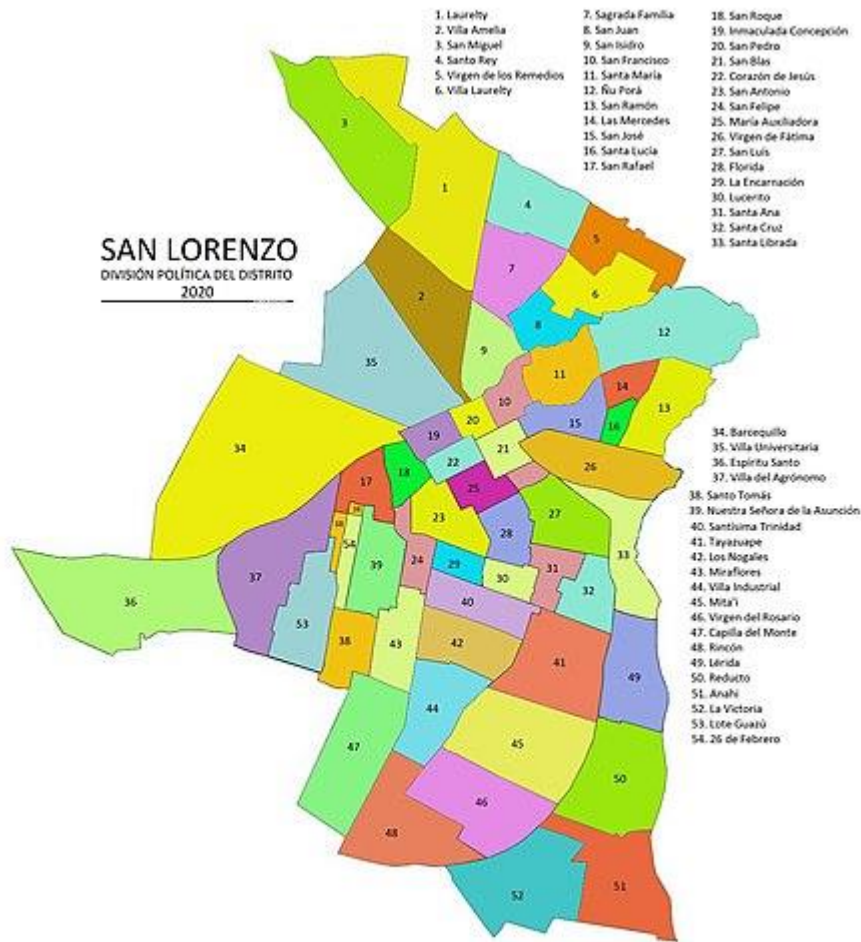 1. Laurelty
2. Villa Amelia
3. San Miguel
4. Santo Rey
5. Virgen de los Remedios
6. Villa Laurelty
7. Sagrada Familia
8. San Juan
9. San Isidro
10. San Francisco
11. Santa María
12. Ñu Porá
13. San Ramón
14. Las Mercedes
15. San José
16. Santa Lucía
17. San Rafael
18. San Roque
19. Inmaculada Concepción
20. San Pedro
21. San Blas
22. Corazón de Jesús
23. San Antonio
24. San Felipe
25. María Auxiliadora
26. Virgen de Fátima
27. San Luis
28. Florida
29. La Encarnación
30. Lucerito
31. Santa Ana
32. Santa Cruz
33. Santa Librada
SAN LORENZO
DIVISIÓN POLÍTICA DEL DISTRITO
2020
34. Barcequillo
35. Villa Universitaria
36. Espíritu Santo
37. Villa del Agrónomo
38. Santo Tomás
39. Nuestra Señora de la Asunción
40. Santísima Trinidad
41. Tayazuape
42. Los Nogales
43. Miraflores
44. Villa Industrial
45. Mita'i
46. Virgen del Rosario
47. Capilla del Monte
48. Rincón
49. Lérida
50. Reducto
51. Anahi
52. La Victoria
53. Lote Guazú
54. 26 de Febrero
3
1
4
5
7
6
2
8
12
9
35
11
14
10
13
15
16
20
19
34
21
22
18
26
17
25
23
27
28
33
54
39
24
29
31
37
30
32
36
40
53
38
43
42
41
49
44
47
45
50
46
48
51
52